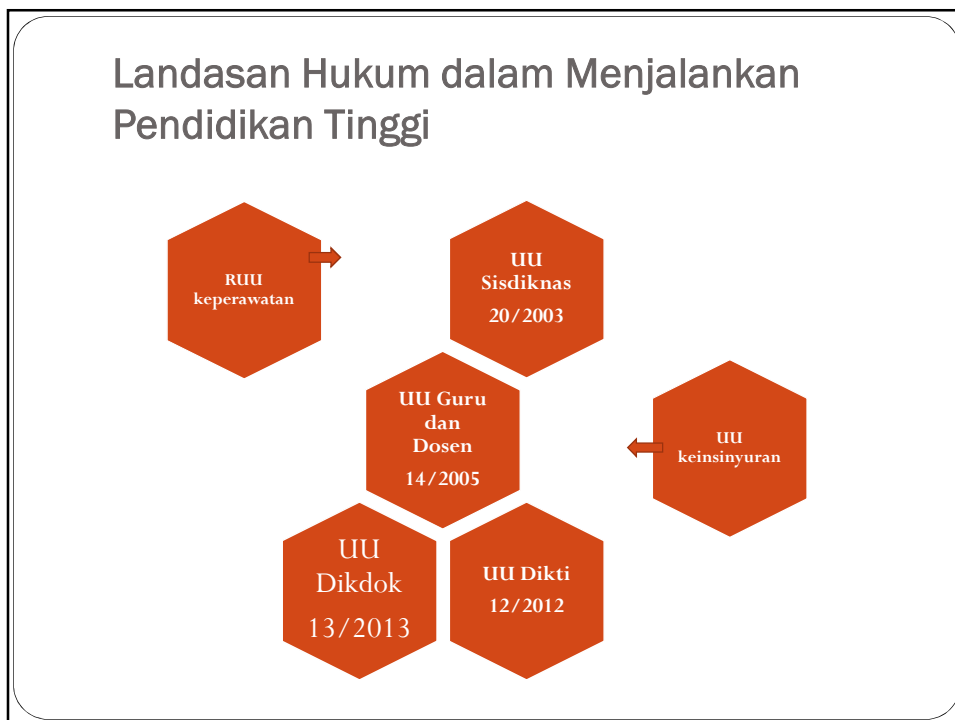 Landasan Hukum dalam Menjalankan
Pendidikan Tinggi
RUU
keperawatan
UU
Sisdiknas
20/2003
UU Guru
dan
Dosen
14/2005
UU
keinsinyuran
UU
Dikdok
13/2013
UU Dikti
12/2012